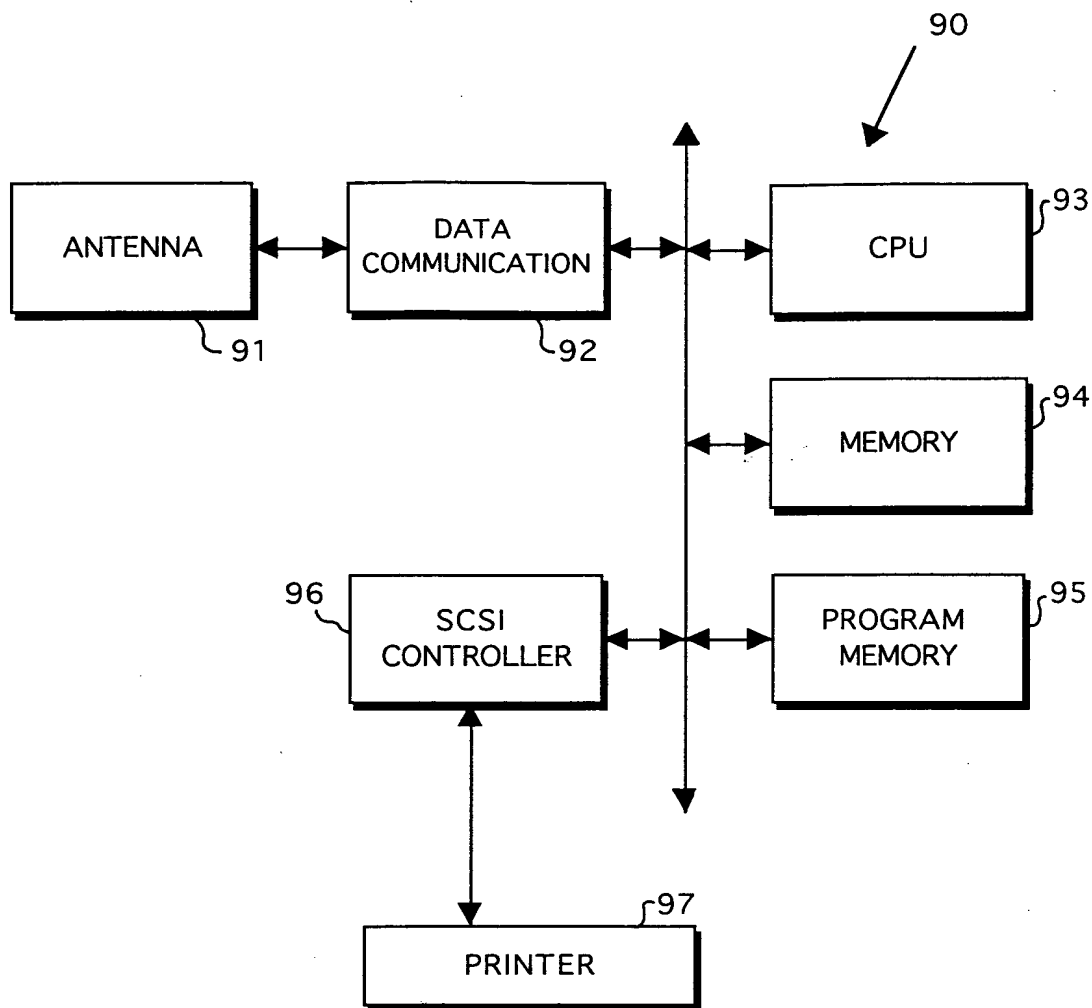 90
ANTENNA
91
DATA
COMMUNICATION
92
CPU
93
MEMORY
94
SCSI
CONTROLLER
96
PROGRAM
MEMORY
95
PRINTER
97